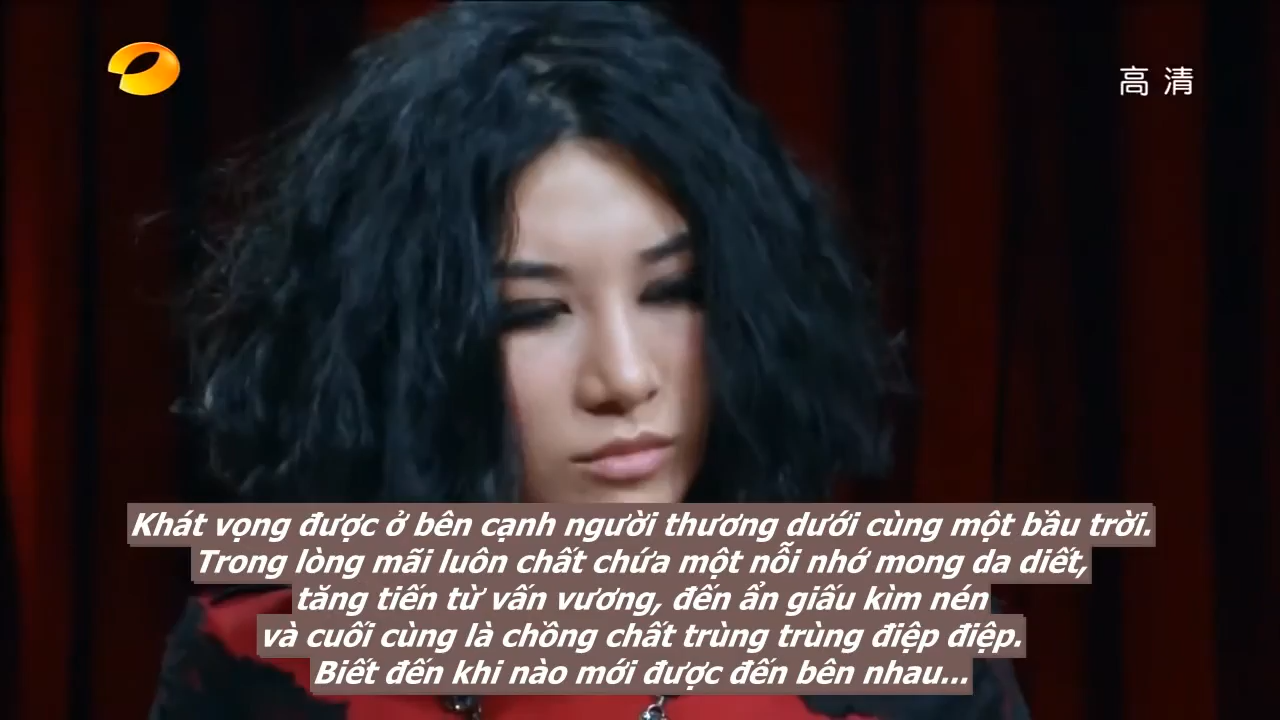 高清
Khát vọng được ở bên cạnh người thương dưới cùng một bầu trời.
Trong lòng mãi luôn chất chứa một nỗi nhớ mong da diết,
tăng tiến từ vấn vương, đến ẩn giấu kìm nén
và cuối cùng là chồng chất trùng trùng điệp điệp.
Biết đến khi nào mới được đến bên nhau...